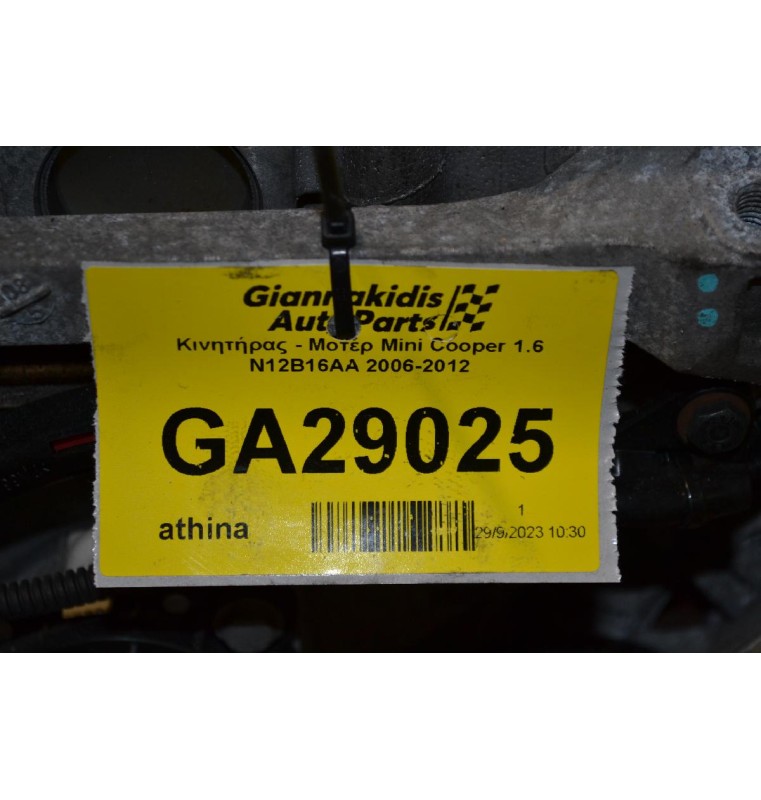 Giannakidis
Auto Parts
Κινητήρας - Μοτέρ Mini Cooper 1.6
N12B16AA 2006-2012
GA29025
athina
1
29/9/2023 10:30